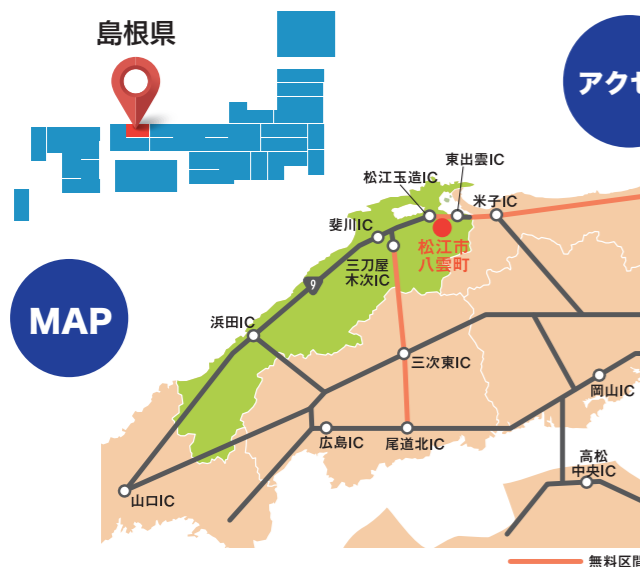 島根県
アクセ
東出雲IC
松江玉造IC
米子IC
斐川IC
松江市
八雲町
三刀屋
木次IC
9
MAP
浜田IC
三次東IC
岡山IC
広島IC
尾道北IC
高松
中央IC
山口IC
無料区間